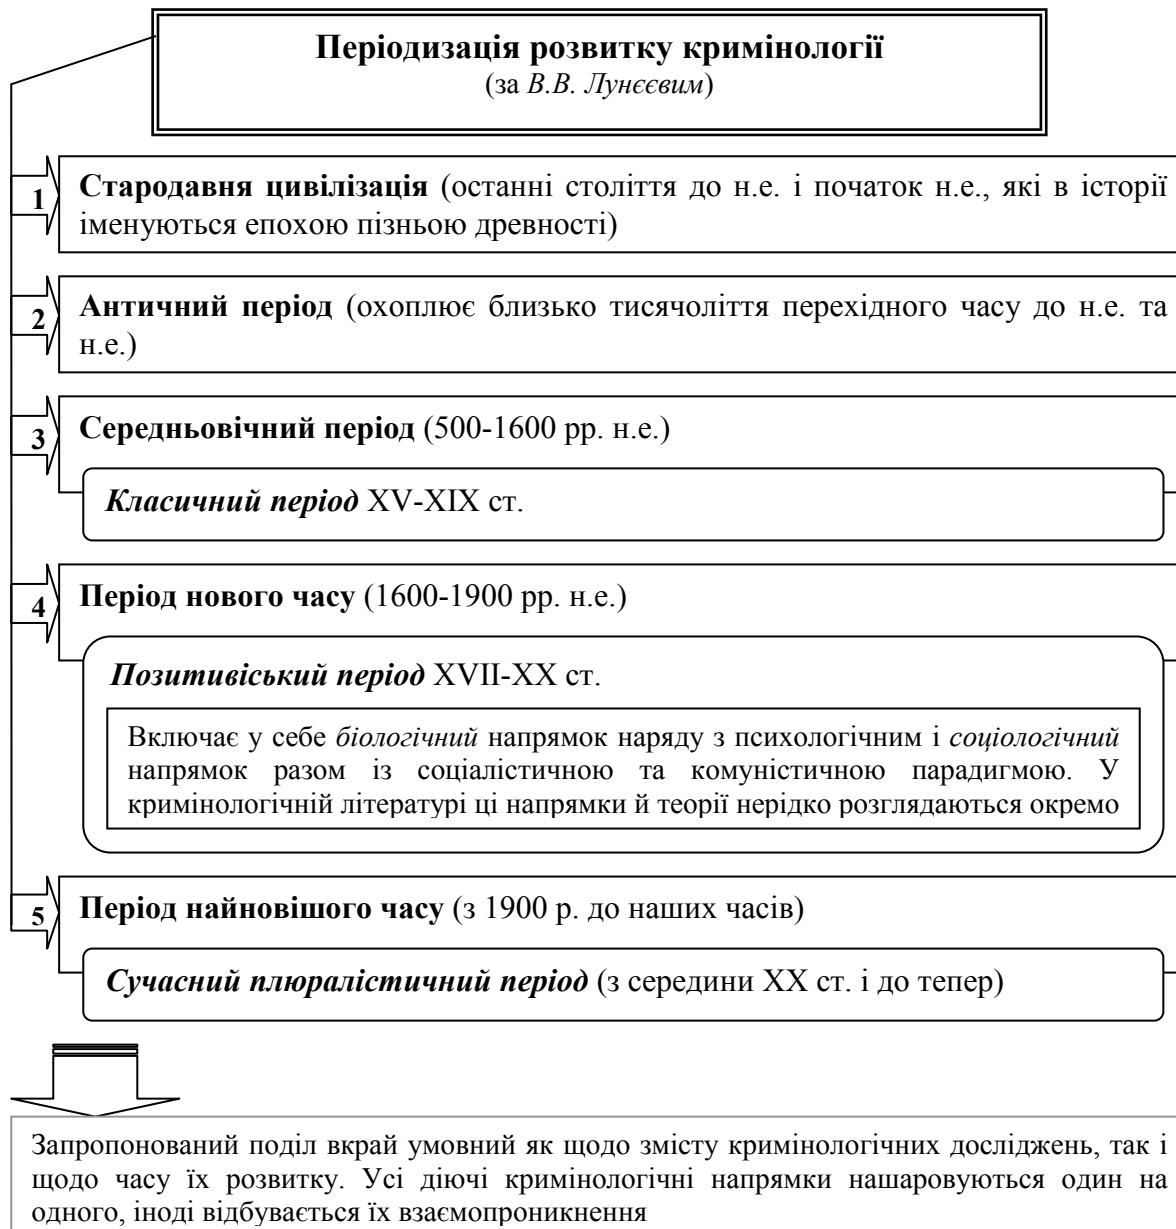 Періодизація розвитку кримінології
(за В.В. Лунєєвим)
1
Стародавня цивілізація (останні століття до н.е. і початок н.е., які в історії
іменуються епохою пізньою древності)
2
Античний період (охоплює близько тисячоліття перехідного часу до н.е. та
н.е.)
3
Середньовічний період (500-1600 рр. н.е.)
Класичний період XV-XIX ст.
4
Період нового часу (1600-1900 рр. н.е.)
Позитивіський період XVII-XX ст.
Включає у себе біологічний напрямок наряду з психологічним і соціологічний
напрямок разом із соціалістичною та комуністичною парадигмою. У
кримінологічній літературі ці напрямки й теорії нерідко розглядаються окремо
5
Період найновішого часу (з 1900 р. до наших часів)
Сучасний плюралістичний період (з середини XX ст. і до тепер)
Запропонований поділ вкрай умовний як щодо змісту кримінологічних досліджень, так і
щодо часу їх розвитку. Усі діючі кримінологічні напрямки нашаровуються один на
одного, іноді відбувається їх взаємопроникнення